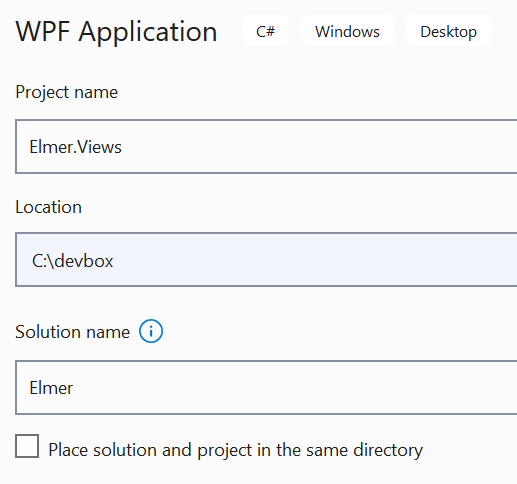 WPF Application C# Windows Desktop
Project name
Elmer.Views
Location
C:\devbox
Solution name
Elmer
Place solution and project in the same directory